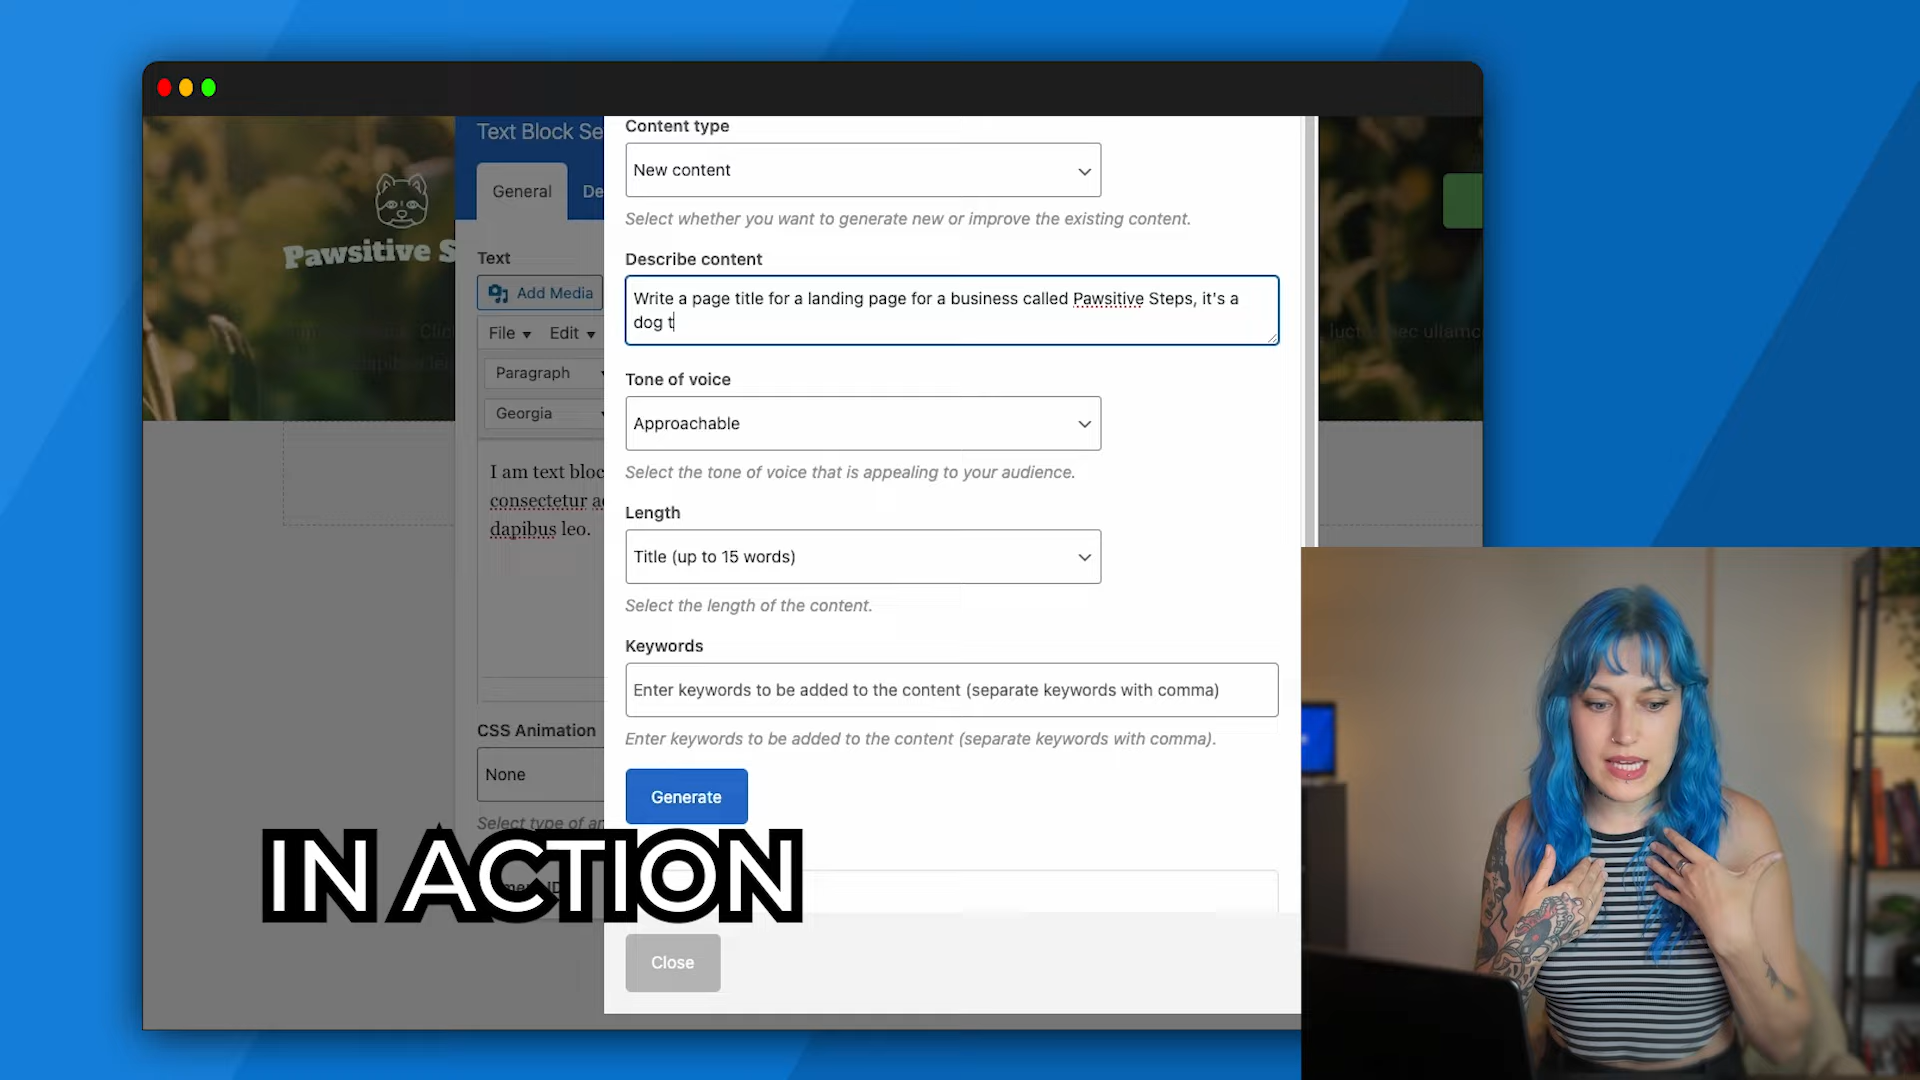 Text Block Se
General
De
Pawsitive S
Text
Add Media
File
Edit
Paragraph
Georgia
I am text bloc
consectetur a
dapibus leo.
CSS Animation
None
Select type of an
Content type
New content
Select whether you want to generate new or improve the existing content.
Describe content
Write a page title for a landing page for a business called Pawsitive Steps, it's a
dog t
Tone of voice
Approachable
Select the tone of voice that is appealing to your audience.
Length
Title (up to 15 words)
Select the length of the content.
Keywords
Enter keywords to be added to the content (separate keywords with comma)
Enter keywords to be added to the content (separate keywords with comma).
Generate
IN ACTION
Close